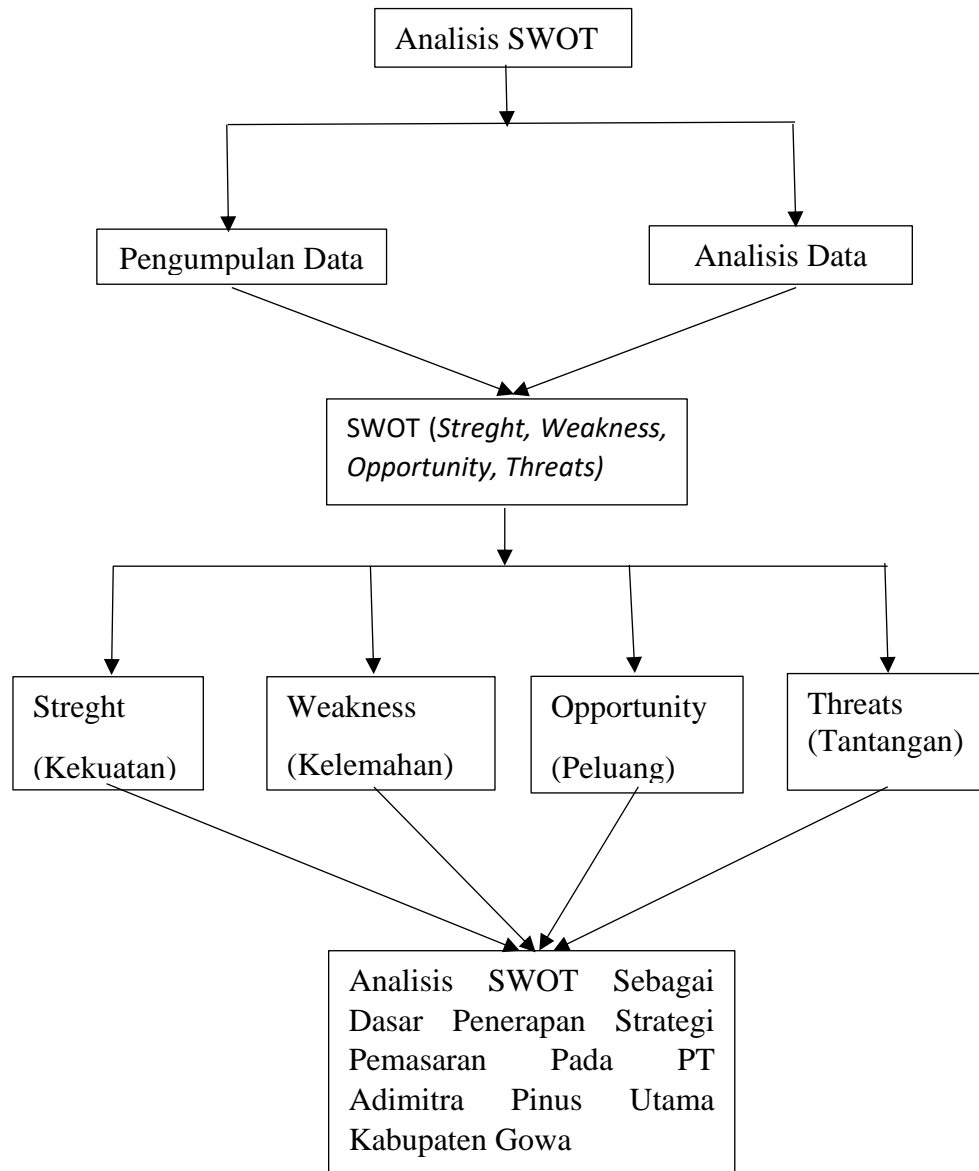 Analisis SWOT
Pengumpulan Data
Analisis Data
SWOT (Streght, Weakness,
Opportunity, Threats)
Streght
(Kekuatan)
Weakness
(Kelemahan)
Opportunity
(Peluang)
Threats
(Tantangan)
Analisis SWOT Sebagai
Dasar Penerapan Strategi
Pemasaran Pada PT
Adimitra Pinus Utama
Kabupaten Gowa